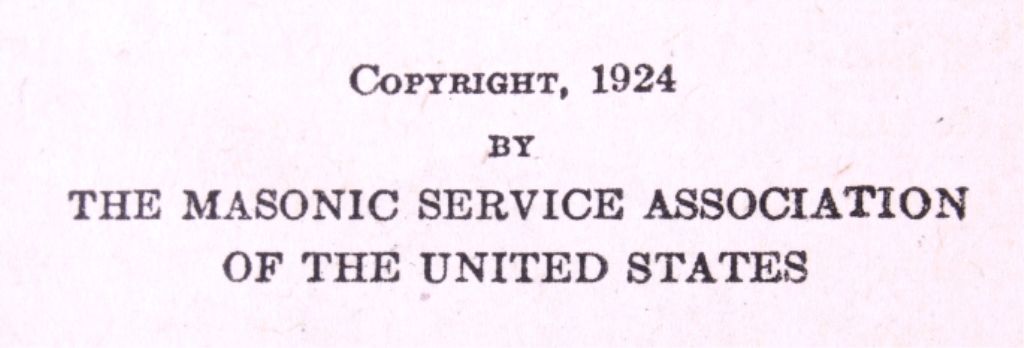 Copyright, 1924
BY
THE MASONIC SERVICE ASSOCIATION
OF THE UNITED STATES